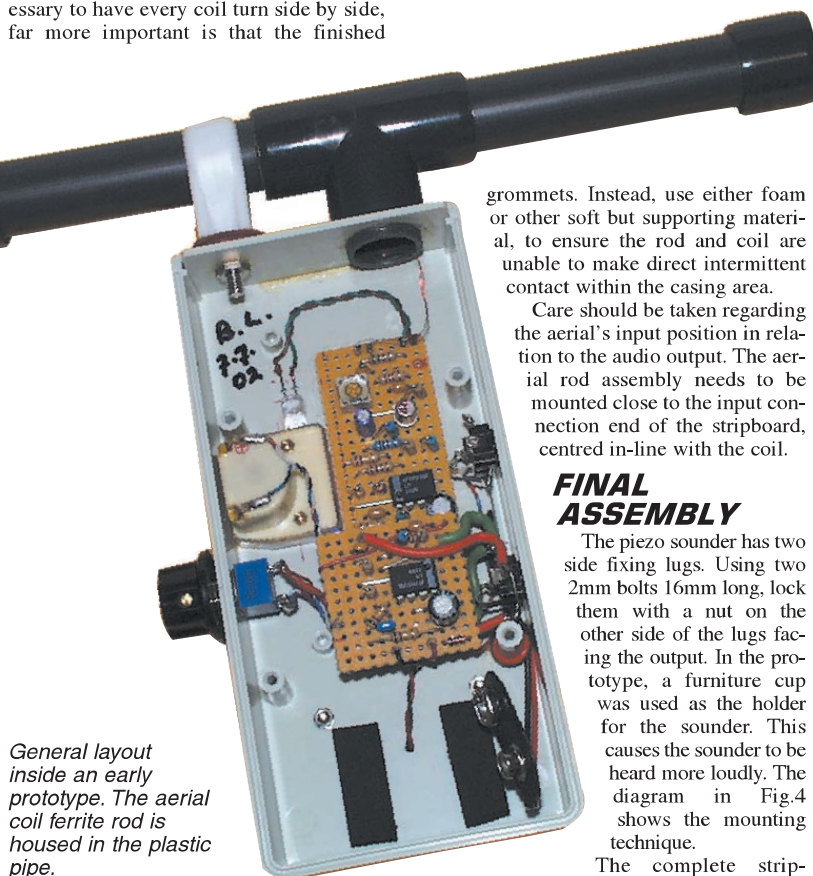 essary to have every coil turn side by side,
far more important is that the finished
grommets. Instead, use either foam
or other soft but supporting materi-
al, to ensure the rod and coil are
unable to make direct intermittent
contact within the casing area.
Care should be taken regarding
the aerial's input position in rela-
tion to the audio output. The aer-
ial rod assembly needs to be
mounted close to the input con-
nection end of the stripboard,
centred in-line with the coil.
FINAL
ASSEMBLY
The piezo sounder has two
side fixing lugs. Using two
2mm bolts 16mm long, lock
them with a nut on the
other side of the lugs fac-
ing the output. In the pro-
totype, a furniture cup
was used as the holder
for the sounder. This
causes the sounder to be
heard more loudly. The
diagram in Fig.4
shows the mounting
technique.
The complete strip-
B.L.
7.7.
02
General layout
inside an early
prototype. The aerial
coil ferrite rod is
housed in the plastic
pipe.